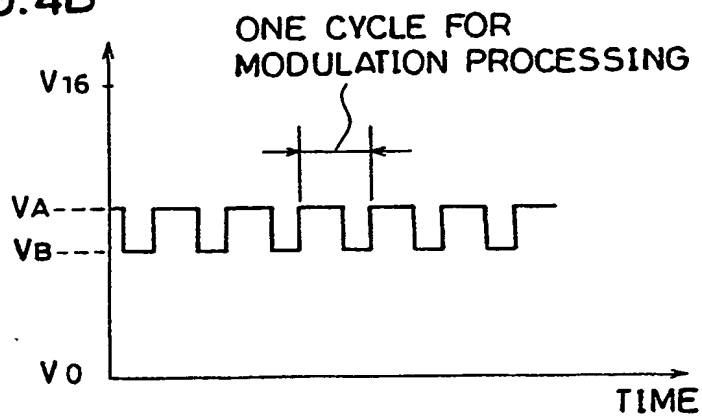 ONE CYCLE FOR
MODULATION PROCESSING
V16
VA
VB
V0
TIME